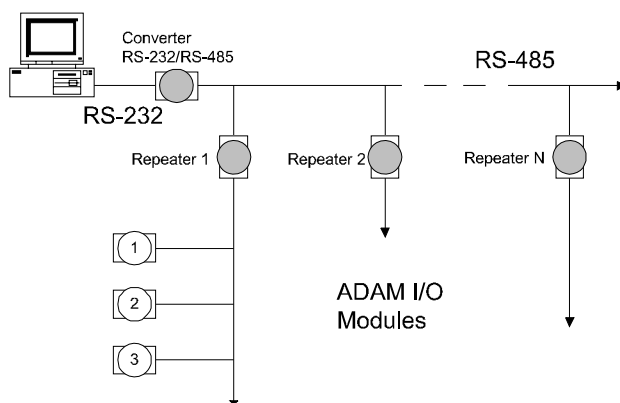 Converter
RS-232/RS-485
RS-485
RS-232
Repeater 1
Repeater 2
Repeater N
1
2
3
ADAM I/O
Modules